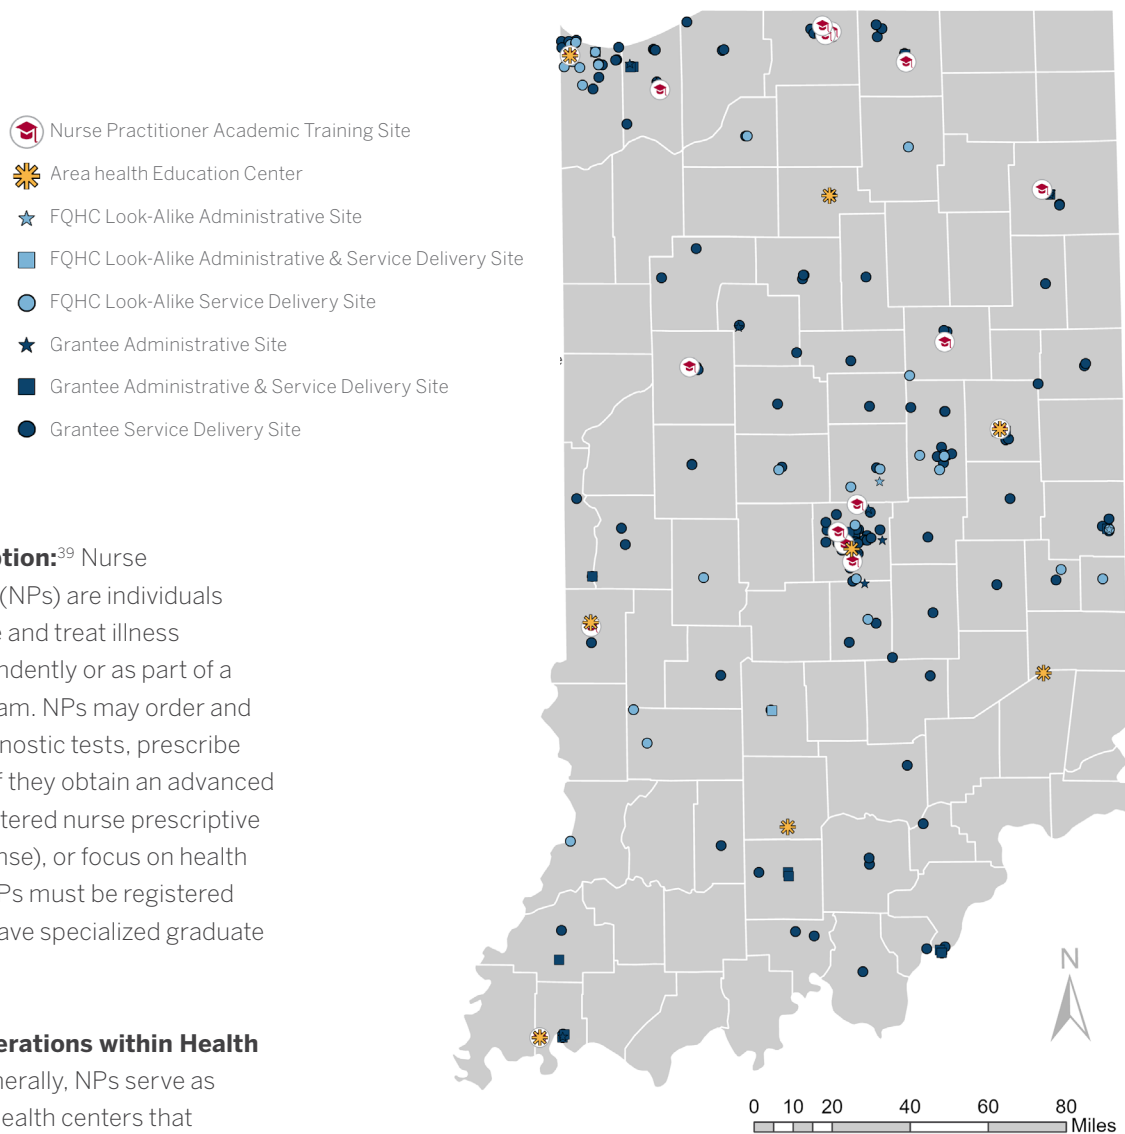 Nurse Practitioner Academic Training Site
Area health Education Center
FQHC Look-Alike Administrative Site
FQHC Look-Alike Administrative & Service Delivery Site
FQHC Look-Alike Service Delivery Site
Grantee Administrative Site
Grantee Administrative & Service Delivery Site
Grantee Service Delivery Site
ption:39 Nurse
(NPs) are individuals
e and treat illness
ndently or as part of a
am. NPs may order and
nostic tests, prescribe
f they obtain an advanced
stered nurse prescriptive
nse), or focus on health
Ps must be registered
ave specialized graduate
erations within Health
nerally, NPs serve as
ealth centers that
N
0 10 20 40 60 80
Miles